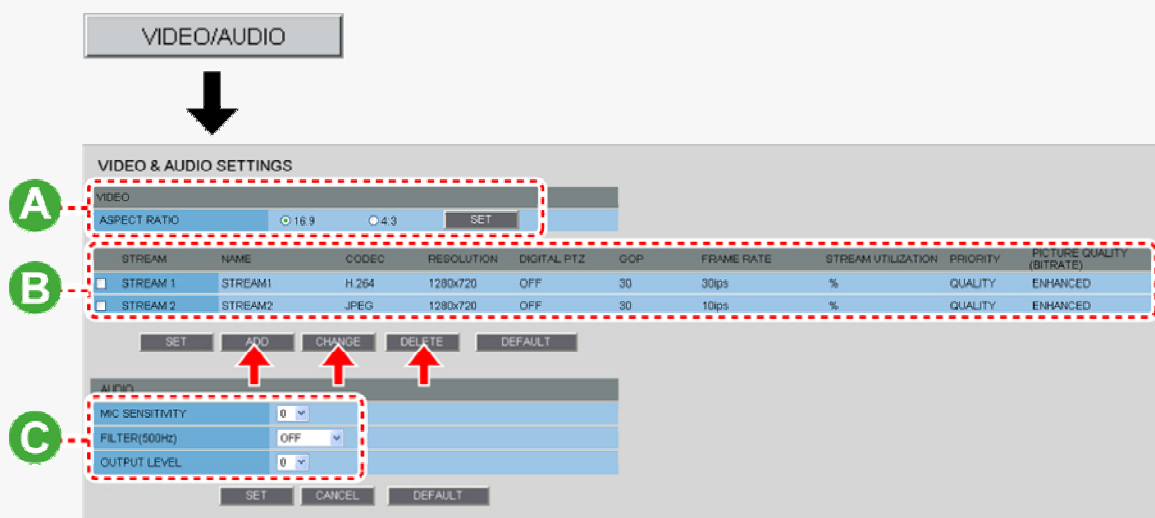 VIDEO/AUDIO
VIDEO & AUDIO SETTINGS
A
VIDEO
ASPECT RATIO 16:9 4:3 SET
B
STREAM NAME CODEC RESOLUTION DIGITAL PTZ GOP FRAME RATE STREAM UTILIZATION PRIORITY PICTURE QUALITY (BITRATE)
STREAM 1 STREAM1 H.264 1280x720 OFF 30 30ips % QUALITY ENHANCED
STREAM 2 STREAM2 JPEG 1280x720 OFF 30 10ips % QUALITY ENHANCED
SET ADD CHANGE DELETE DEFAULT
AUDIO
C
MIC SENSITIVITY 0
FILTER(500Hz) OFF
OUTPUT LEVEL 0
SET CANCEL DEFAULT